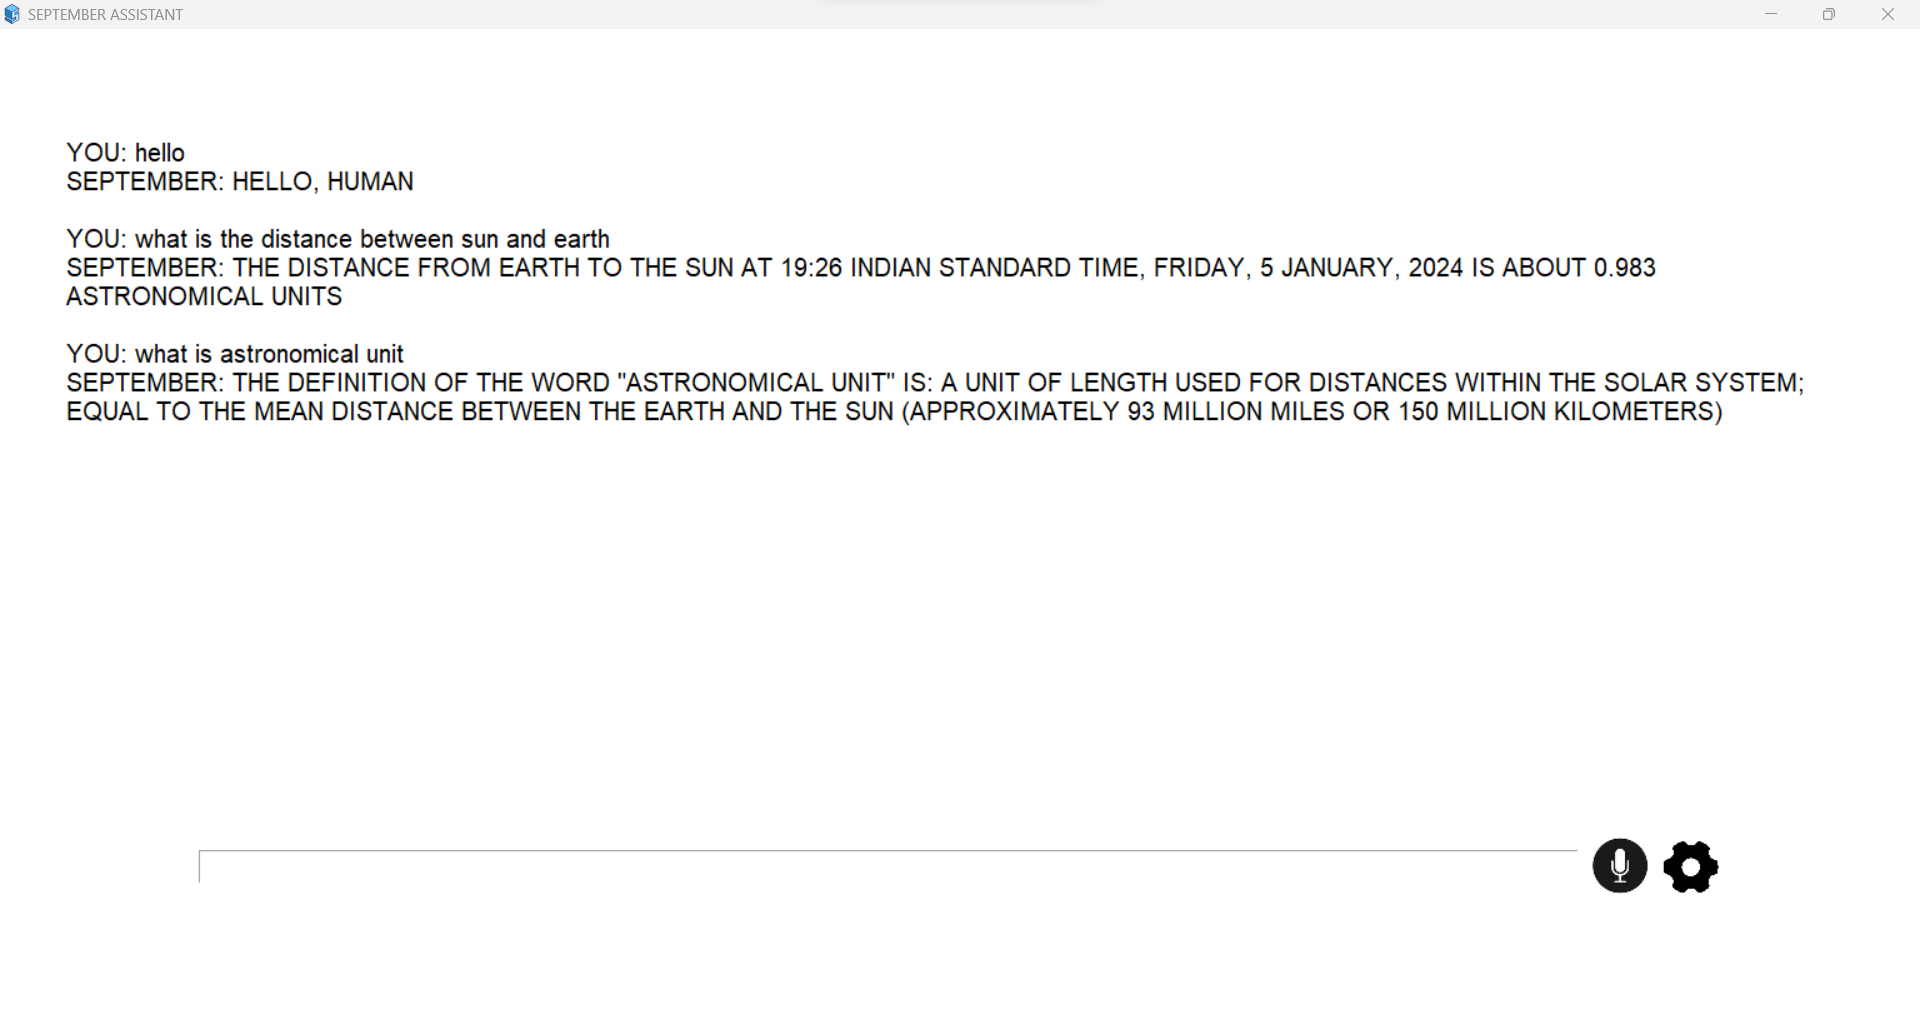 SEPTEMBER ASSISTANT
YOU: hello
SEPTEMBER: HELLO, HUMAN
YOU: what is the distance between sun and earth
SEPTEMBER: THE DISTANCE FROM EARTH TO THE SUN AT 19:26 INDIAN STANDARD TIME, FRIDAY, 5 JANUARY, 2024 IS ABOUT 0.983
ASTRONOMICAL UNITS
YOU: what is astronomical unit
SEPTEMBER: THE DEFINITION OF THE WORD "ASTRONOMICAL UNIT" IS: A UNIT OF LENGTH USED FOR DISTANCES WITHIN THE SOLAR SYSTEM;
EQUAL TO THE MEAN DISTANCE BETWEEN THE EARTH AND THE SUN (APPROXIMATELY 93 MILLION MILES OR 150 MILLION KILOMETERS)